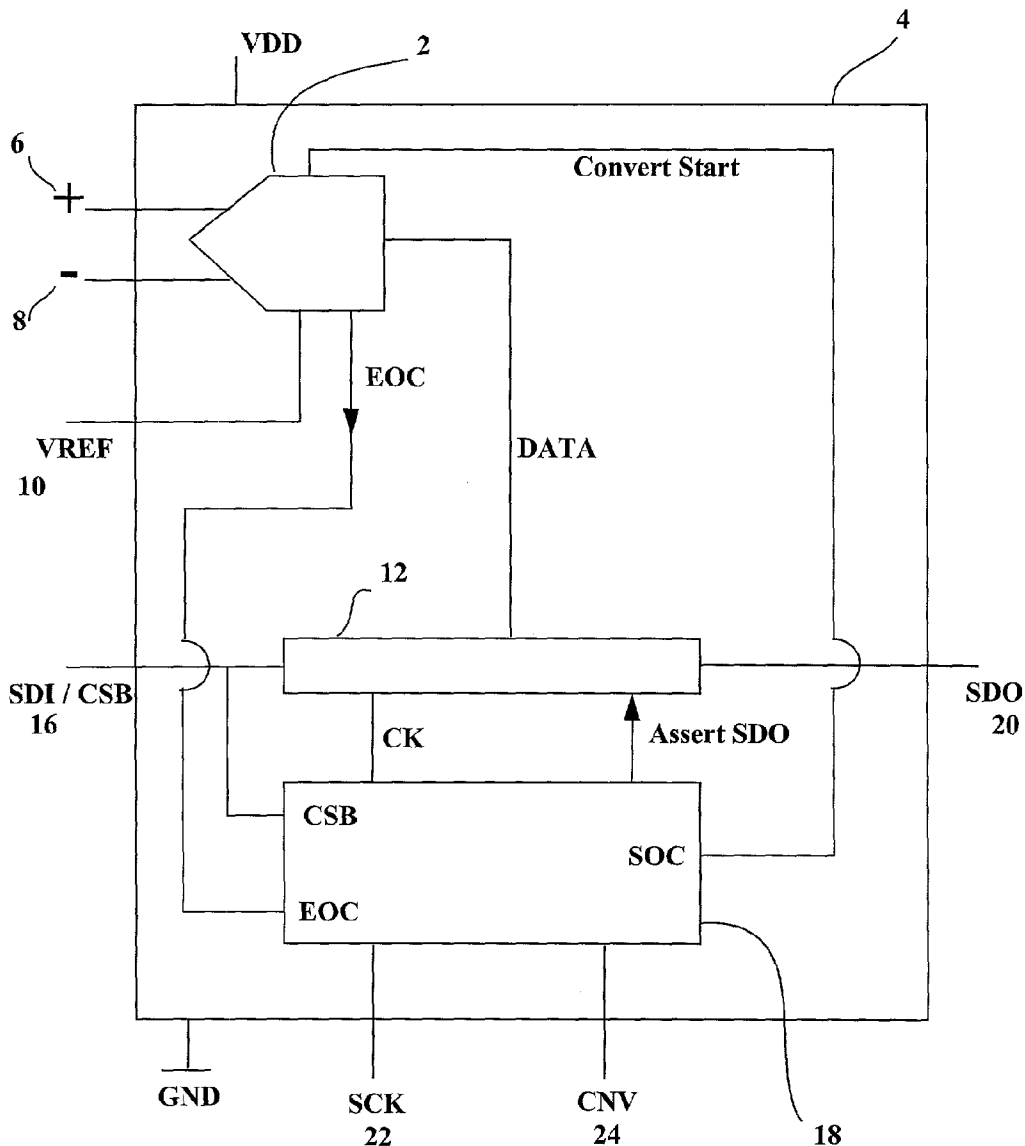 VDD
2
4
6
+
Convert Start
-
8
EOC
VREF
10
DATA
12
SDI / CSB
16
SDO
20
CK
Assert SDO
CSB
SOC
EOC
GND
SCK
22
CNV
24
18